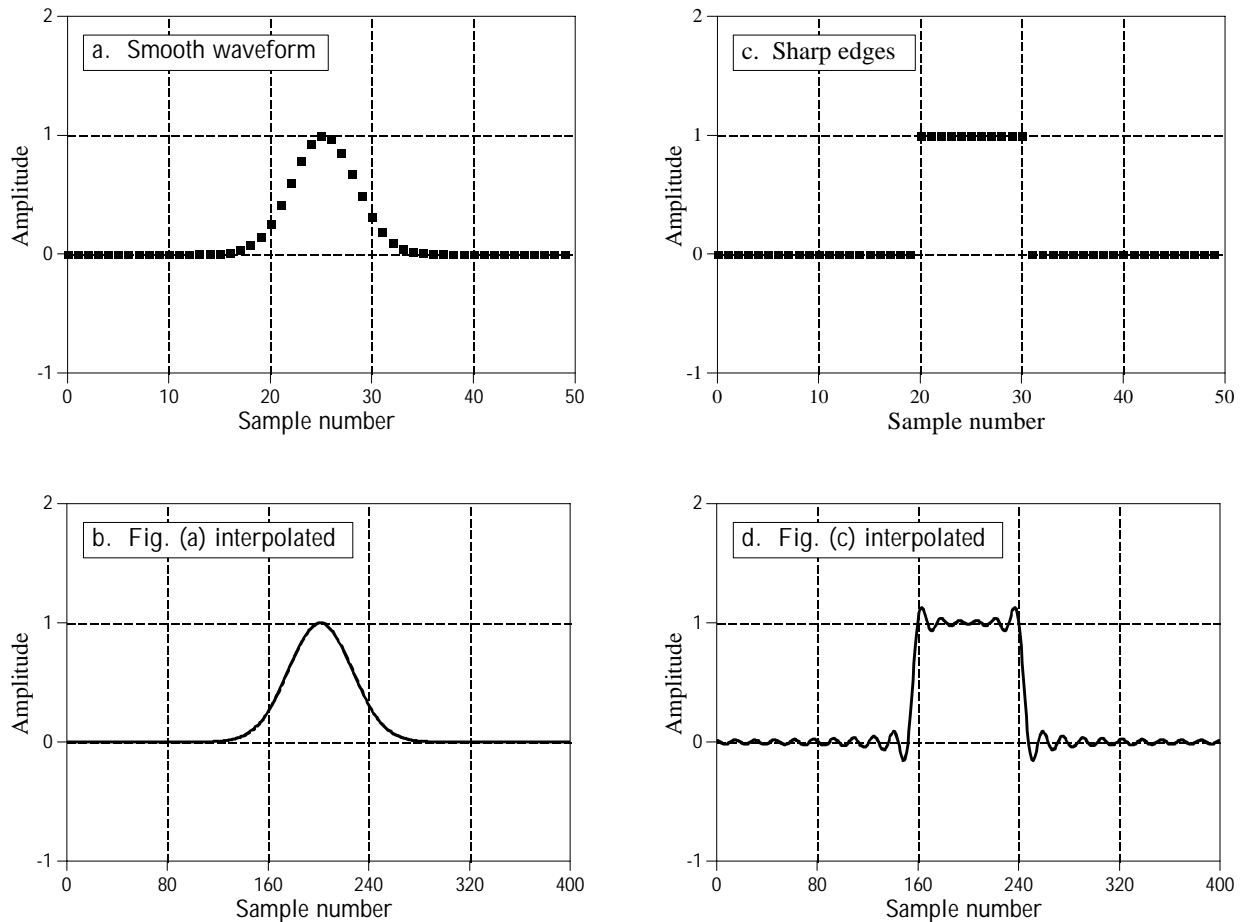 a. Smooth waveform
2
1
0
-1
Amplitude
0 10 20 30 40 50
Sample number
c. Sharp edges
2
1
0
-1
Amplitude
0 10 20 30 40 50
Sample number
b. Fig. (a) interpolated
2
1
0
-1
Amplitude
0 80 160 240 320 400
Sample number
d. Fig. (c) interpolated
2
1
0
-1
Amplitude
0 80 160 240 320 400
Sample number